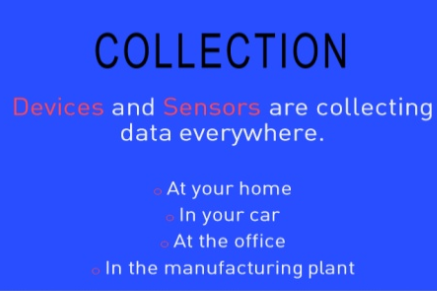 COLLECTION
Devices and Sensors are collecting
data everywhere.
At your home
In your car
At the office
In the manufacturing plant